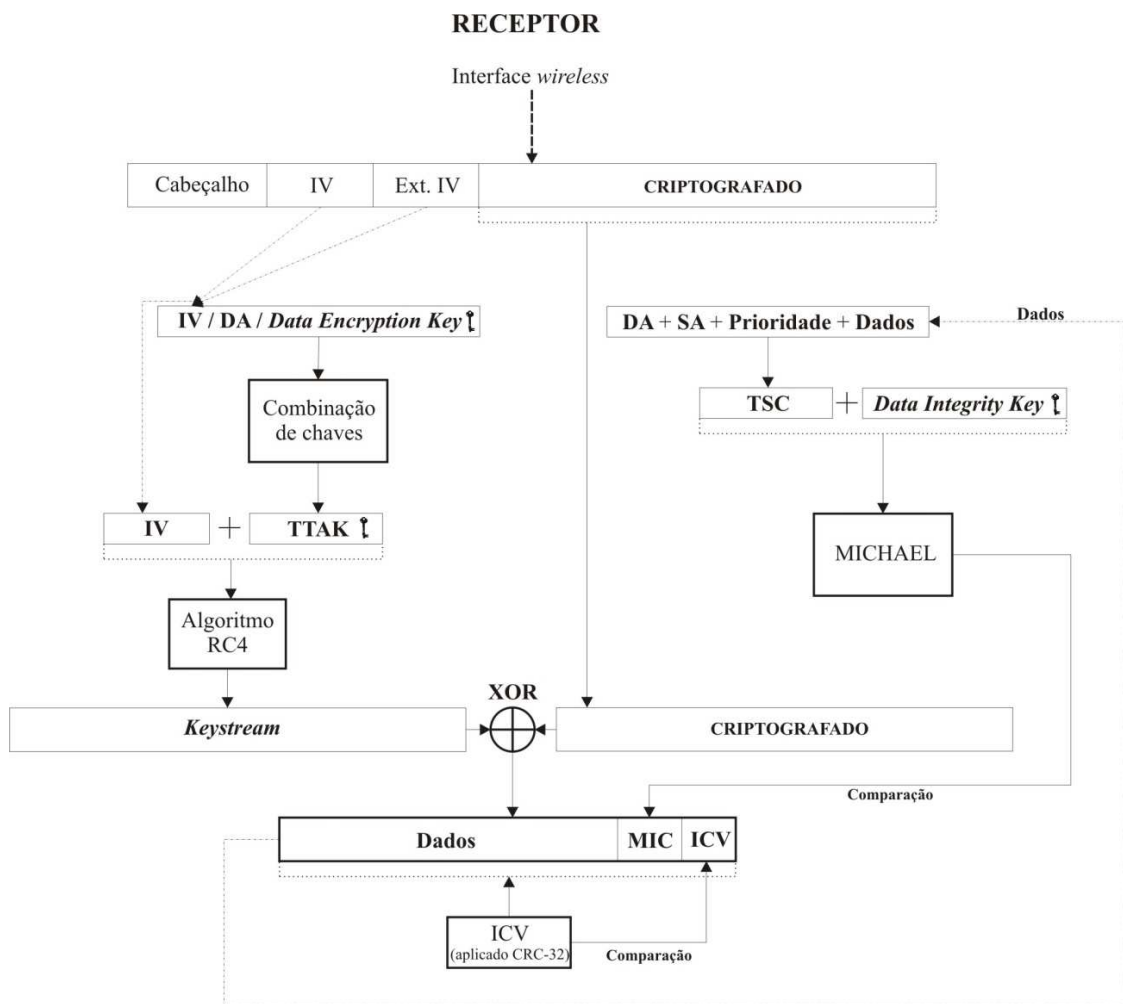 RECEPTOR
Interface wireless
Cabeçalho IV Ext. IV CRIPTOGRAFADO
IV / DA / Data Encryption Key
DA + SA + Prioridade + Dados
Dados
TSC + Data Integrity Key
Combinação
de chaves
IV + TTAK
MICHAEL
Algoritmo
RC4
XOR
Keystream
CRIPTOGRAFADO
Comparação
Dados MIC ICV
ICV
(aplicado CRC-32)
Comparação